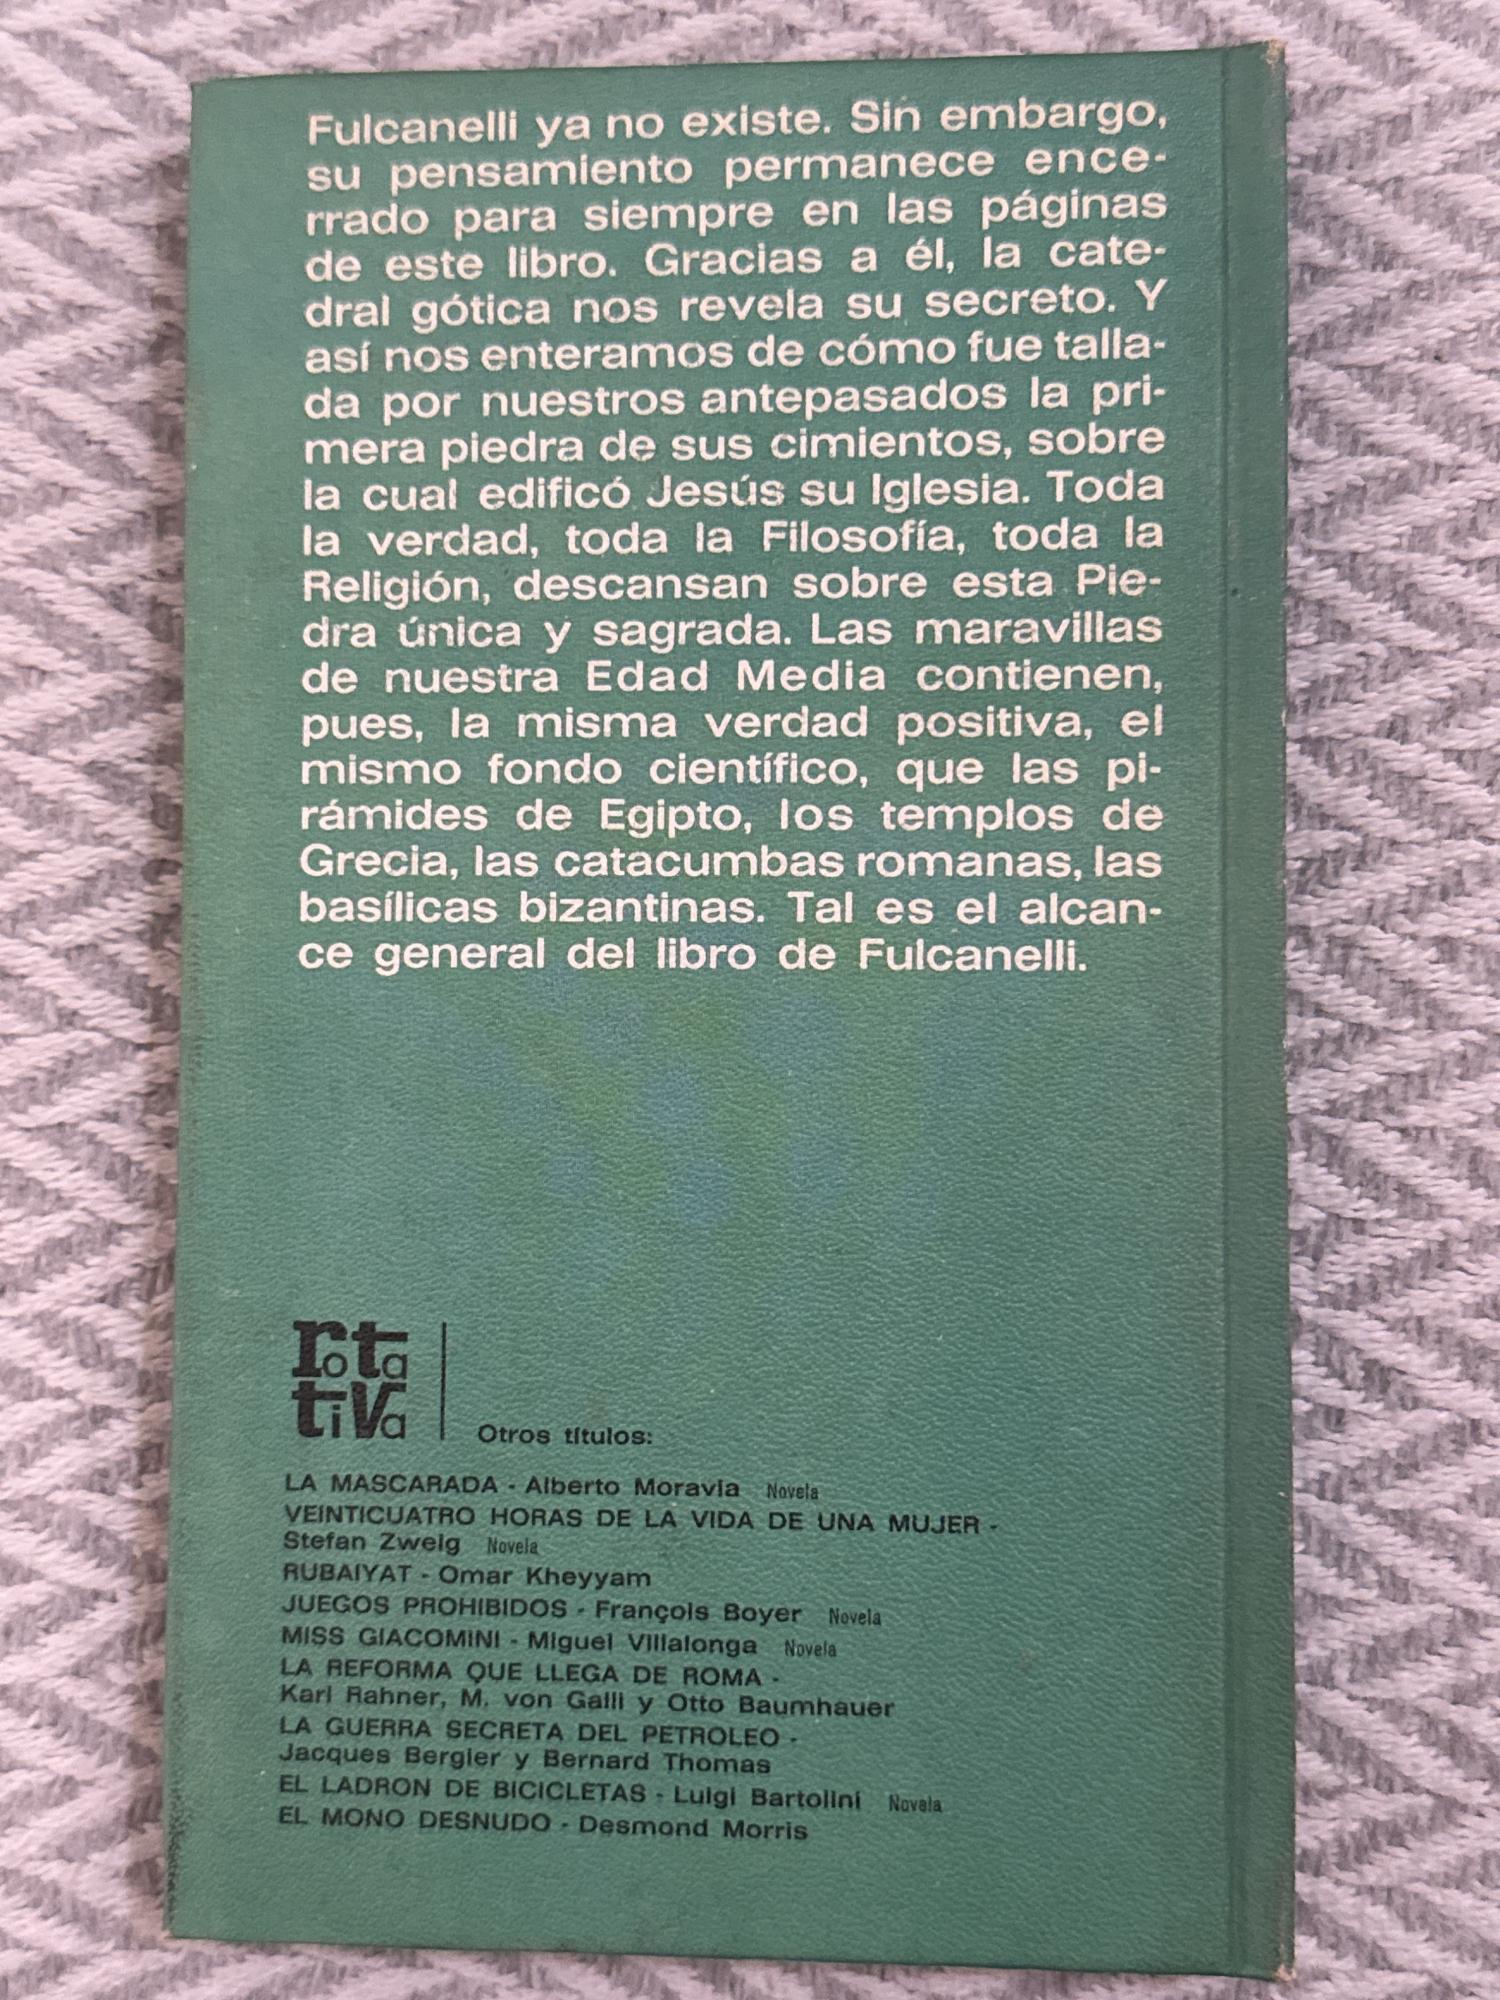 Fulcanelli ya no existe. Sin embargo,
su pensamiento permanece ence-
rrado para siempre en las páginas
de este libro. Gracias a él, la cate-
dral gótica nos revela su secreto. Y
así nos enteramos de cómo fue talla-
da por nuestros antepasados la pri-
mera piedra de sus cimientos, sobre
la cual edificó Jesús su Iglesia. Toda
la verdad, toda la Filosofía, toda la
Religión, descansan sobre esta Pie-
dra única y sagrada. Las maravillas
de nuestra Edad Media contienen,
pues, la misma verdad positiva, el
mismo fondo científico, que las pi-
rámides de Egipto, los templos de
Grecia, las catacumbas romanas, las
basílicas bizantinas. Tal es el alcan-
ce general del libro de Fulcanelli.
rota
tiva
Otros títulos:
LA MASCARADA - Alberto Moravia Novela
VEINTICUATRO HORAS DE LA VIDA DE UNA MUJER -
Stefan Zweig Novela
RUBAIYAT - Omar Kheyyam
JUEGOS PROHIBIDOS - François Boyer Novela
MISS GIACOMINI - Miguel Villalonga Novela
LA REFORMA QUE LLEGA DE ROMA -
Karl Rahner, M. von Galli y Otto Baumhauer
LA GUERRA SECRETA DEL PETROLEO -
Jacques Bergier y Bernard Thomas
EL LADRON DE BICICLETAS - Luigi Bartolini Novela
EL MONO DESNUDO - Desmond Morris